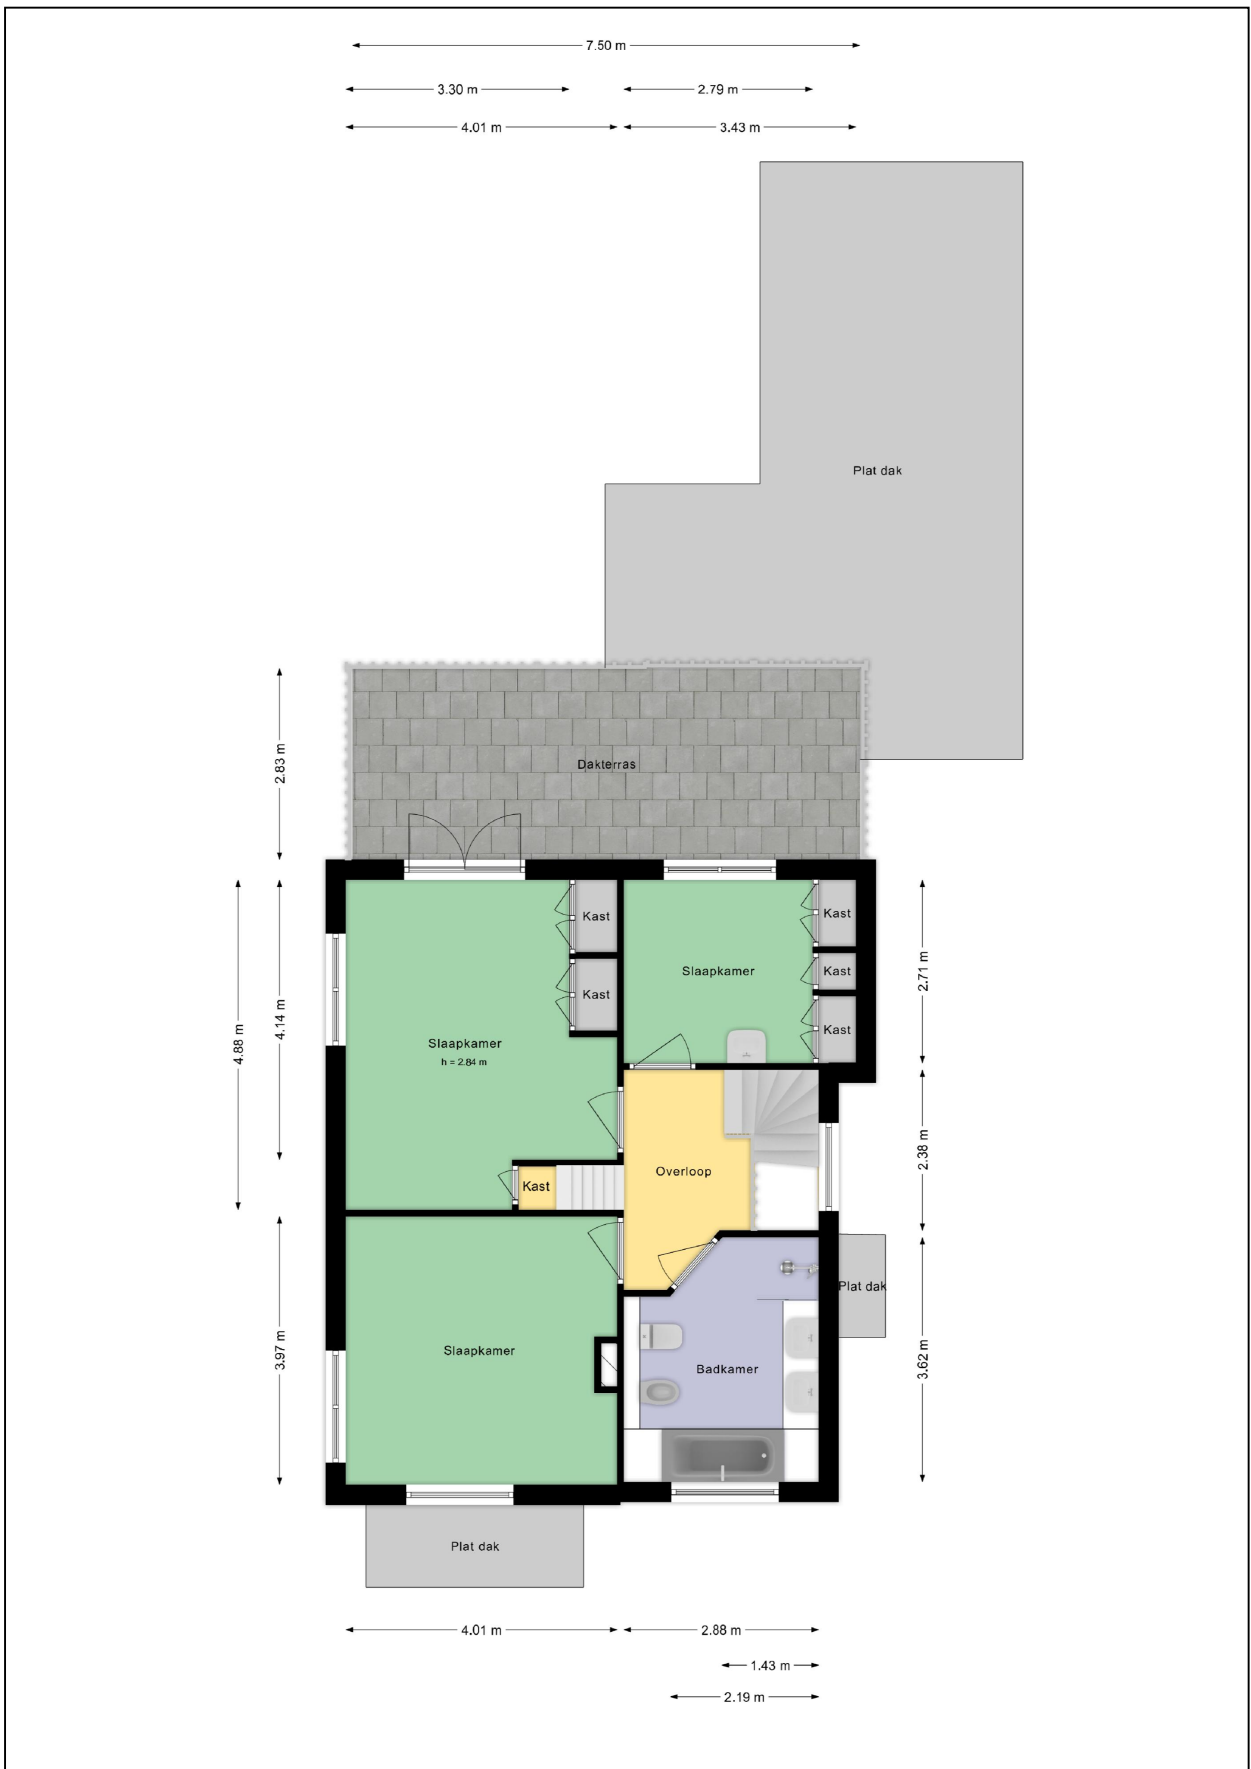 7.50 m
3.30 m
2.79 m
4.01 m
3.43 m
Plat dak
2.83 m
Dakterras
Kast
Kast
Slaapkamer
Kast
2.71 m
Kast
4.14 m
4.88 m
Kast
Slaapkamer
h = 2.84 m
2.38 m
Overloop
Kast
Plat dak
3.97 m
Slaapkamer
3.62 m
Badkamer
Plat dak
4.01 m
2.88 m
1.43 m
2.19 m